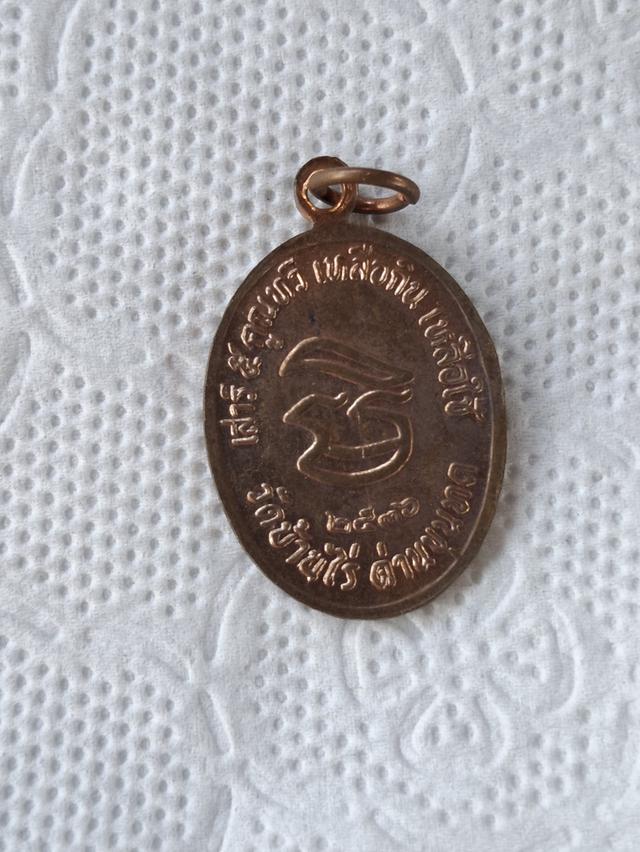 เสาร์ ๕ คูณทวี เหลือกิน เหลือใช้
๒๕๓๖
วัดบ้านไร่ ด่านขุนทด